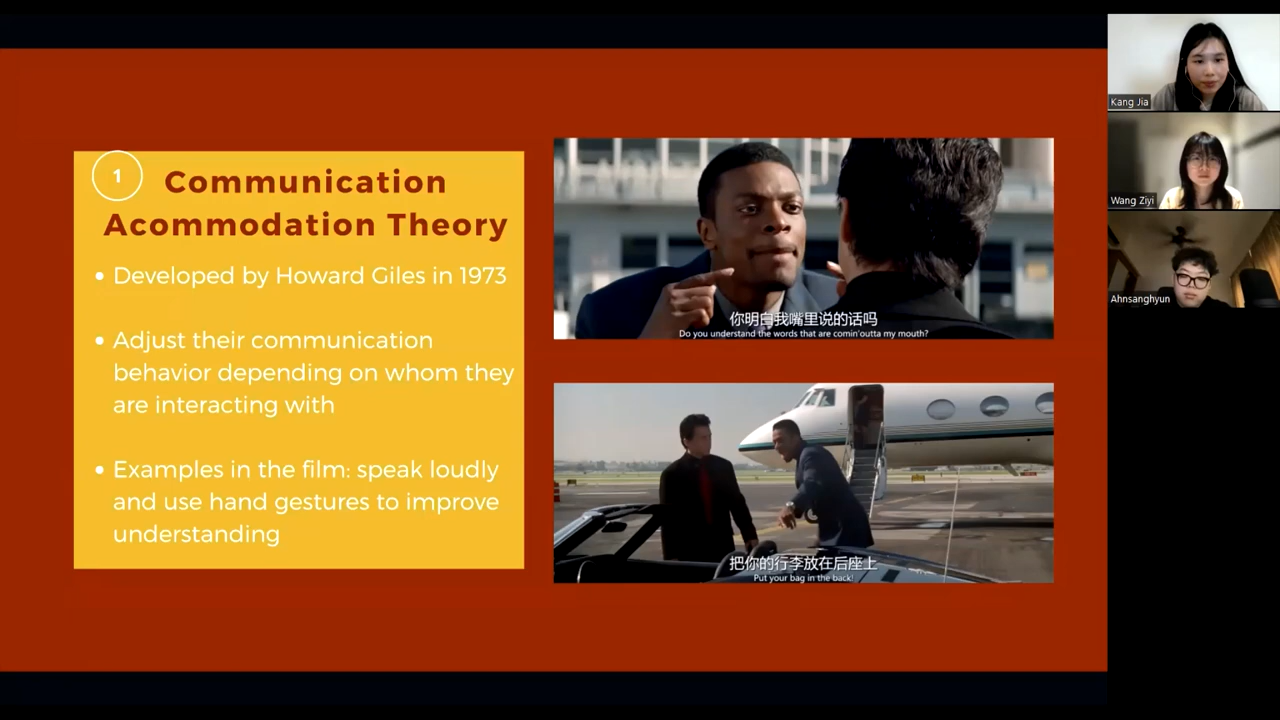 1
Communication
Acommodation Theory
• Developed by Howard Giles in 1973
• Adjust their communication
behavior depending on whom they
are interacting with
• Examples in the film: speak loudly
and use hand gestures to improve
understanding
你明白我嘴里说的话吗
Do you understand the words that are comin'outta my mouth?
把你的行李放在后座上
Put your bag in the back!
Kang Jia
Wang Ziyi
Ahnsanghyun